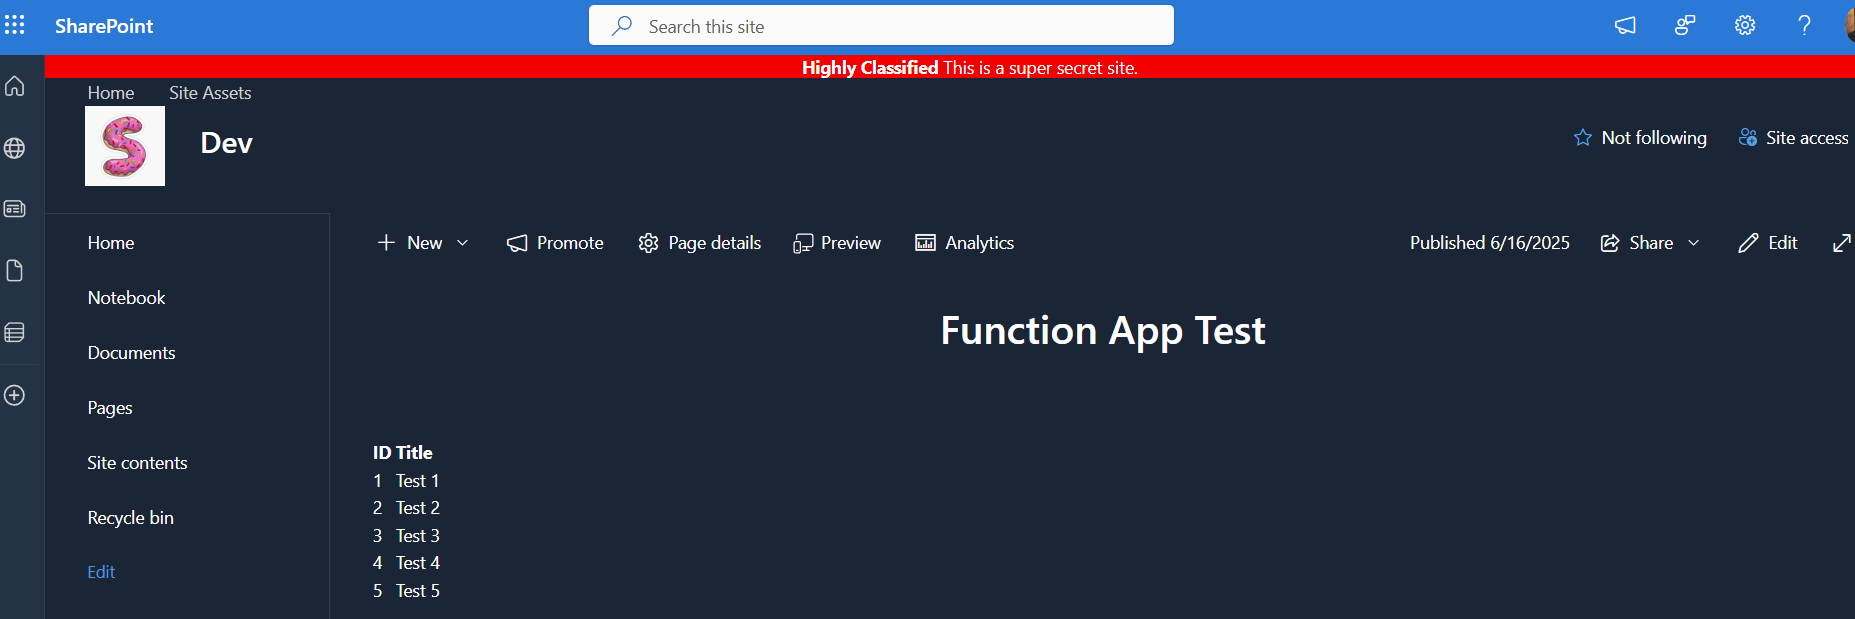 SharePoint
Search this site
Highly Classified This is a super secret site.
Home Site Assets
S
Dev
Not following Site access
Home
Notebook
Documents
Pages
Site contents
Recycle bin
Edit
New Promote Page details Preview Analytics Published 6/16/2025 Share Edit
Function App Test
ID Title
1 Test 1
2 Test 2
3 Test 3
4 Test 4
5 Test 5